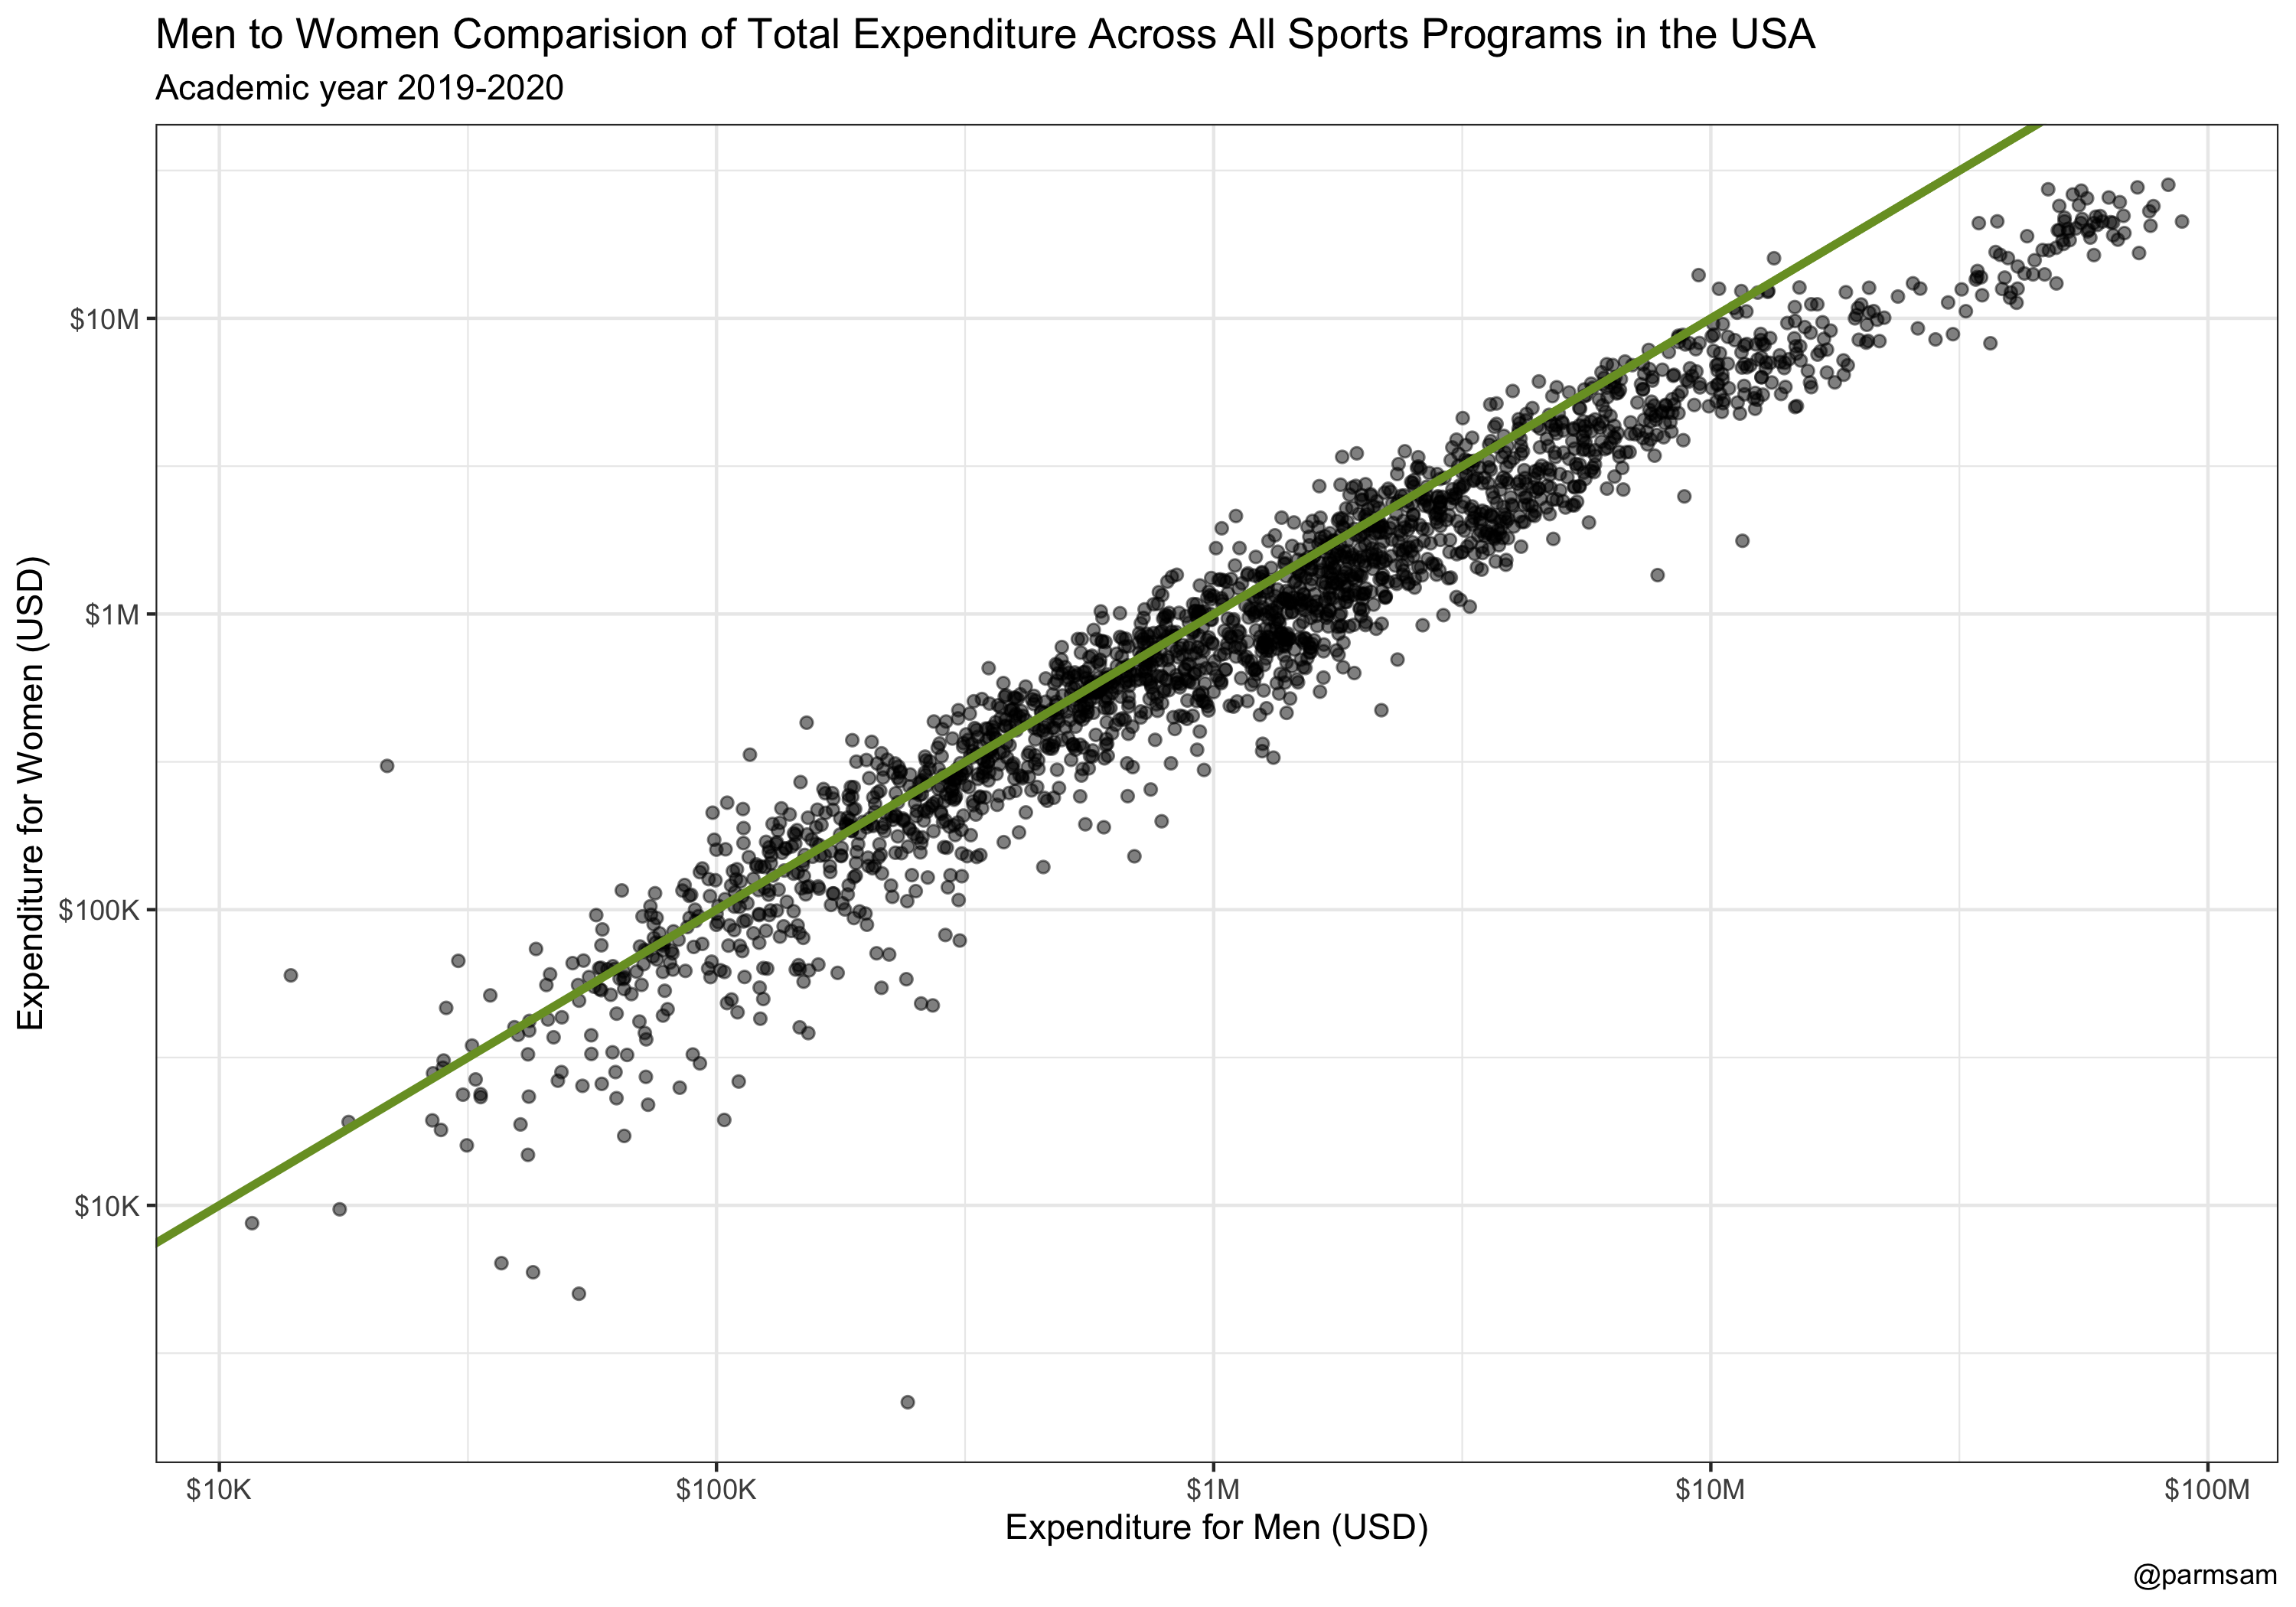 Men to Women Comparision of Total Expenditure Across All Sports Programs in the USA
Academic year 2019-2020
Expenditure for Women (USD)
$10M
$1M
$100K
$10K
$10K
$100K
$1M
$10M
$100M
Expenditure for Men (USD)
@parmsam